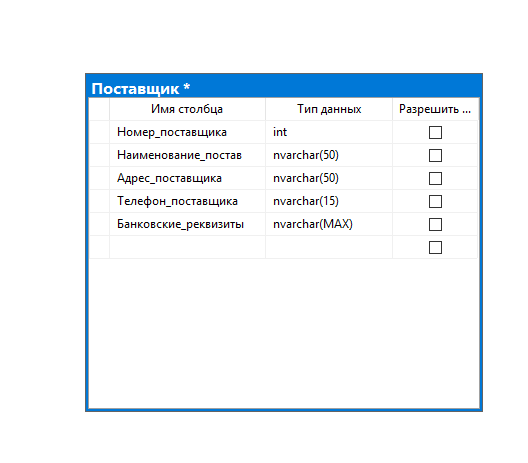 Поставщик *
Имя столбца Тип данных Разрешить ...
Номер_поставщика int
Наименование_постав nvarchar(50)
Адрес_поставщика nvarchar(50)
Телефон_поставщика nvarchar(15)
Банковские_реквизиты nvarchar(MAX)